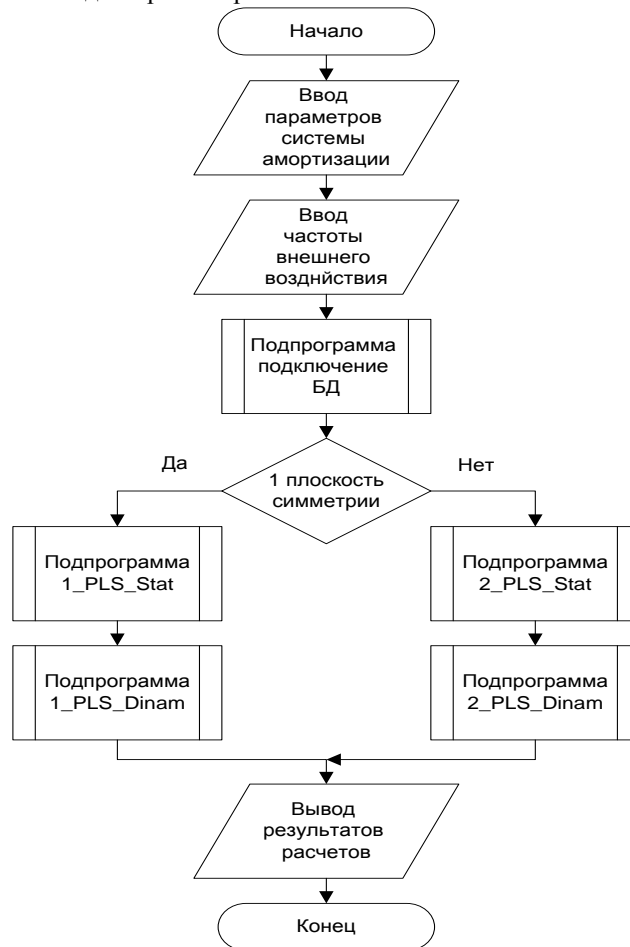 Начало
Ввод
параметров
системы
амортизации
Ввод
частоты
внешнего
возднйствия
Подпрограмма
подключение
БД
Да
1 плоскость
симметрии
Нет
Подпрограмма
1_PLS_Stat
Подпрограмма
2_PLS_Stat
Подпрограмма
1_PLS_Dinam
Подпрограмма
2_PLS_Dinam
Вывод
результатов
расчетов
Конец